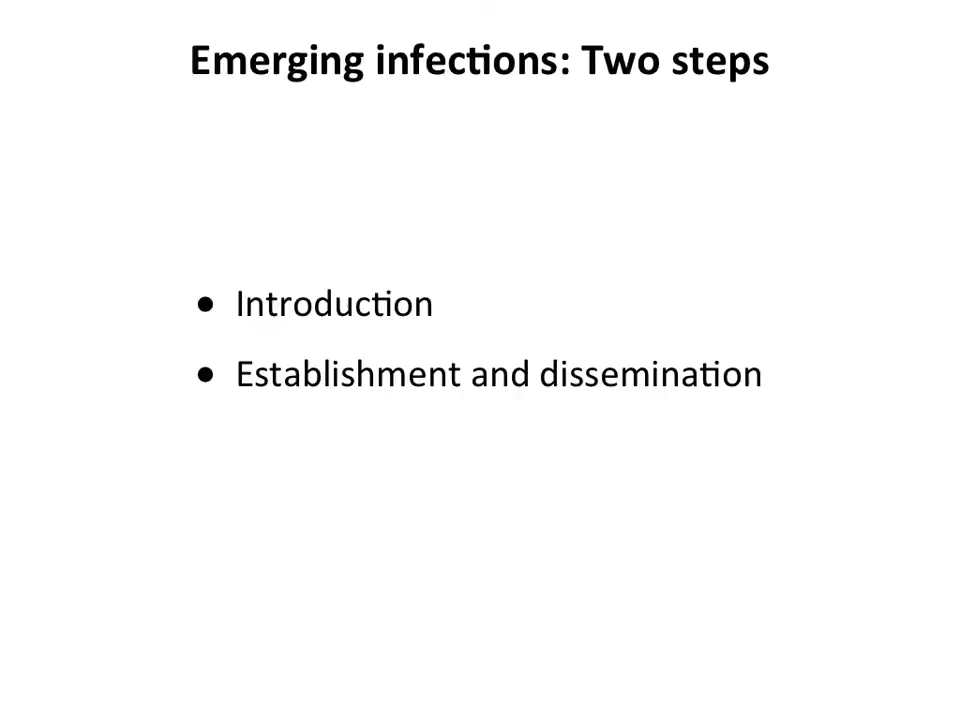 Emerging infections: Two steps
● Introduction
● Establishment and dissemination